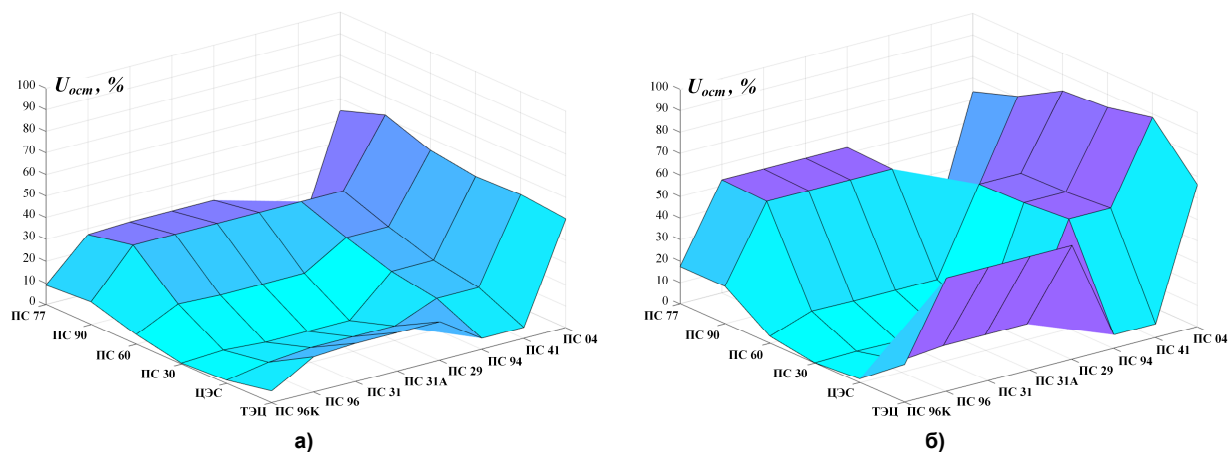 100
90
80
70
60
50
40
30
20
10
0
Uост, %
ПС 77
ПС 90
ПС 60
ПС 30
ЦЭС
ТЭЦ
ПС 96К
ПС 96
ПС 31
ПС 31А
ПС 29
ПС 94
ПС 41
ПС 04
а)
100
90
80
70
60
50
40
30
20
10
0
Uост, %
ПС 77
ПС 90
ПС 60
ПС 30
ЦЭС
ТЭЦ
ПС 96К
ПС 96
ПС 31
ПС 31А
ПС 29
ПС 94
ПС 41
ПС 04
б)